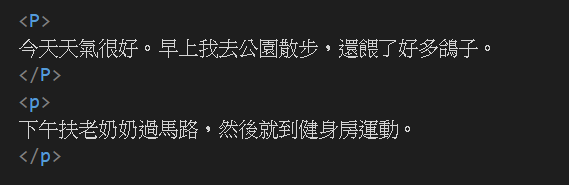 <P>
今天天氣很好。早上我去公園散步，還餵了好多鴿子。
</P>
<p>
下午扶老奶奶過馬路，然後就到健身房運動。
</p>